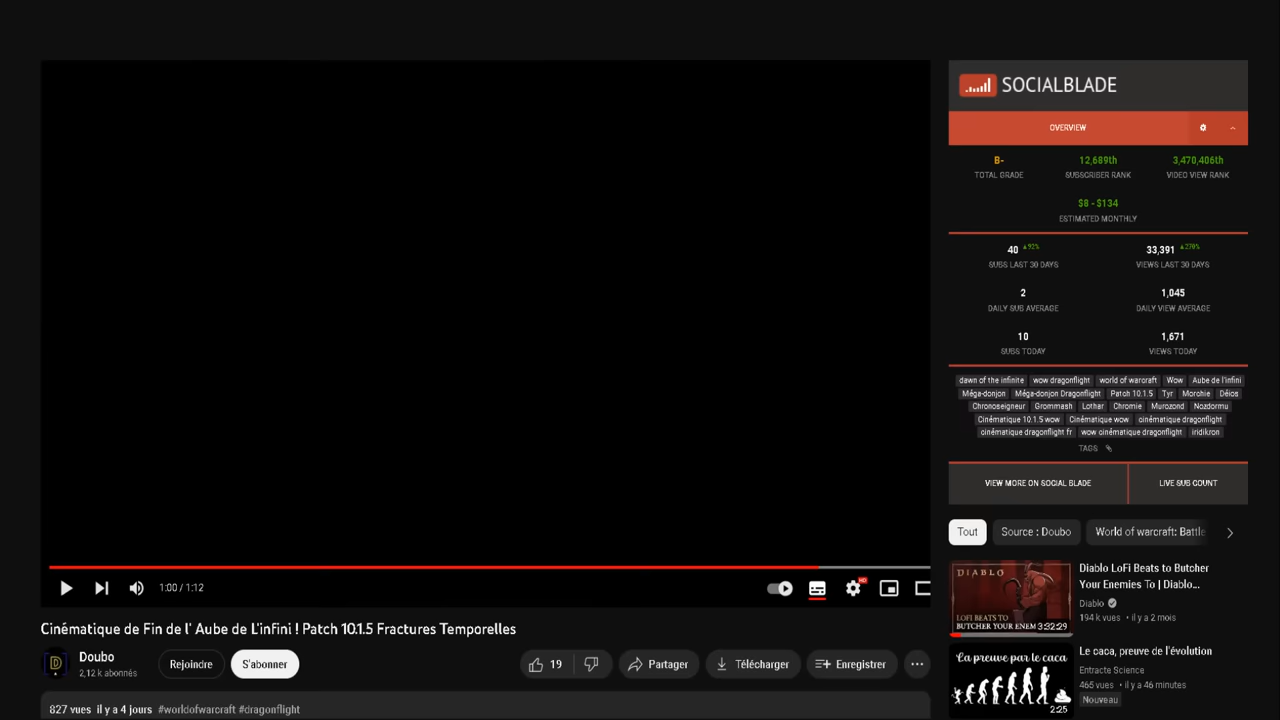 SOCIALBLADE
OVERVIEW
B-
TOTAL GRADE
12,689th
SUBSCRIBER RANK
3,470,406th
VIDEO VIEW RANK
$8 - $134
ESTIMATED MONTHLY
40 ▲92%
SUBS LAST 30 DAYS
33,391 ▲270%
VIEWS LAST 30 DAYS
2
DAILY SUB AVERAGE
1,045
DAILY VIEW AVERAGE
10
SUBS TODAY
1,671
VIEWS TODAY
dawn of the infinite wow dragonflight world of warcraft Wow Aube de l'infini
Méga-donjon Méga-donjon Dragonflight Patch 10.1.5 Tyr Morchie Déios
Chronoseigneur Grommash Lothar Chromie Murozond Nozdormu
Cinématique 10.1.5 wow Cinématique wow cinématique dragonflight
cinématique dragonflight fr wow cinématique dragonflight iridikron
TAGS
VIEW MORE ON SOCIAL BLADE
LIVE SUB COUNT
Tout
Source : Doubo
World of warcraft: Battle
DIABLO
LOFI BEATS TO
BUTCHER YOUR ENEM
3:32:29
Diablo LoFi Beats to Butcher
Your Enemies To | Diablo...
Diablo
194 k vues • il y a 2 mois
La preuve par le caca
2:25
Le caca, preuve de l'évolution
Entracte Science
465 vues • il y a 46 minutes
Nouveau
HD
1:00 / 1:12
Cinématique de Fin de l' Aube de L'infini ! Patch 10.1.5 Fractures Temporelles
D
Doubo
2,12 k abonnés
Rejoindre
S'abonner
19
Partager
Télécharger
Enregistrer
827 vues il y a 4 jours #worldofwarcraft #dragonflight